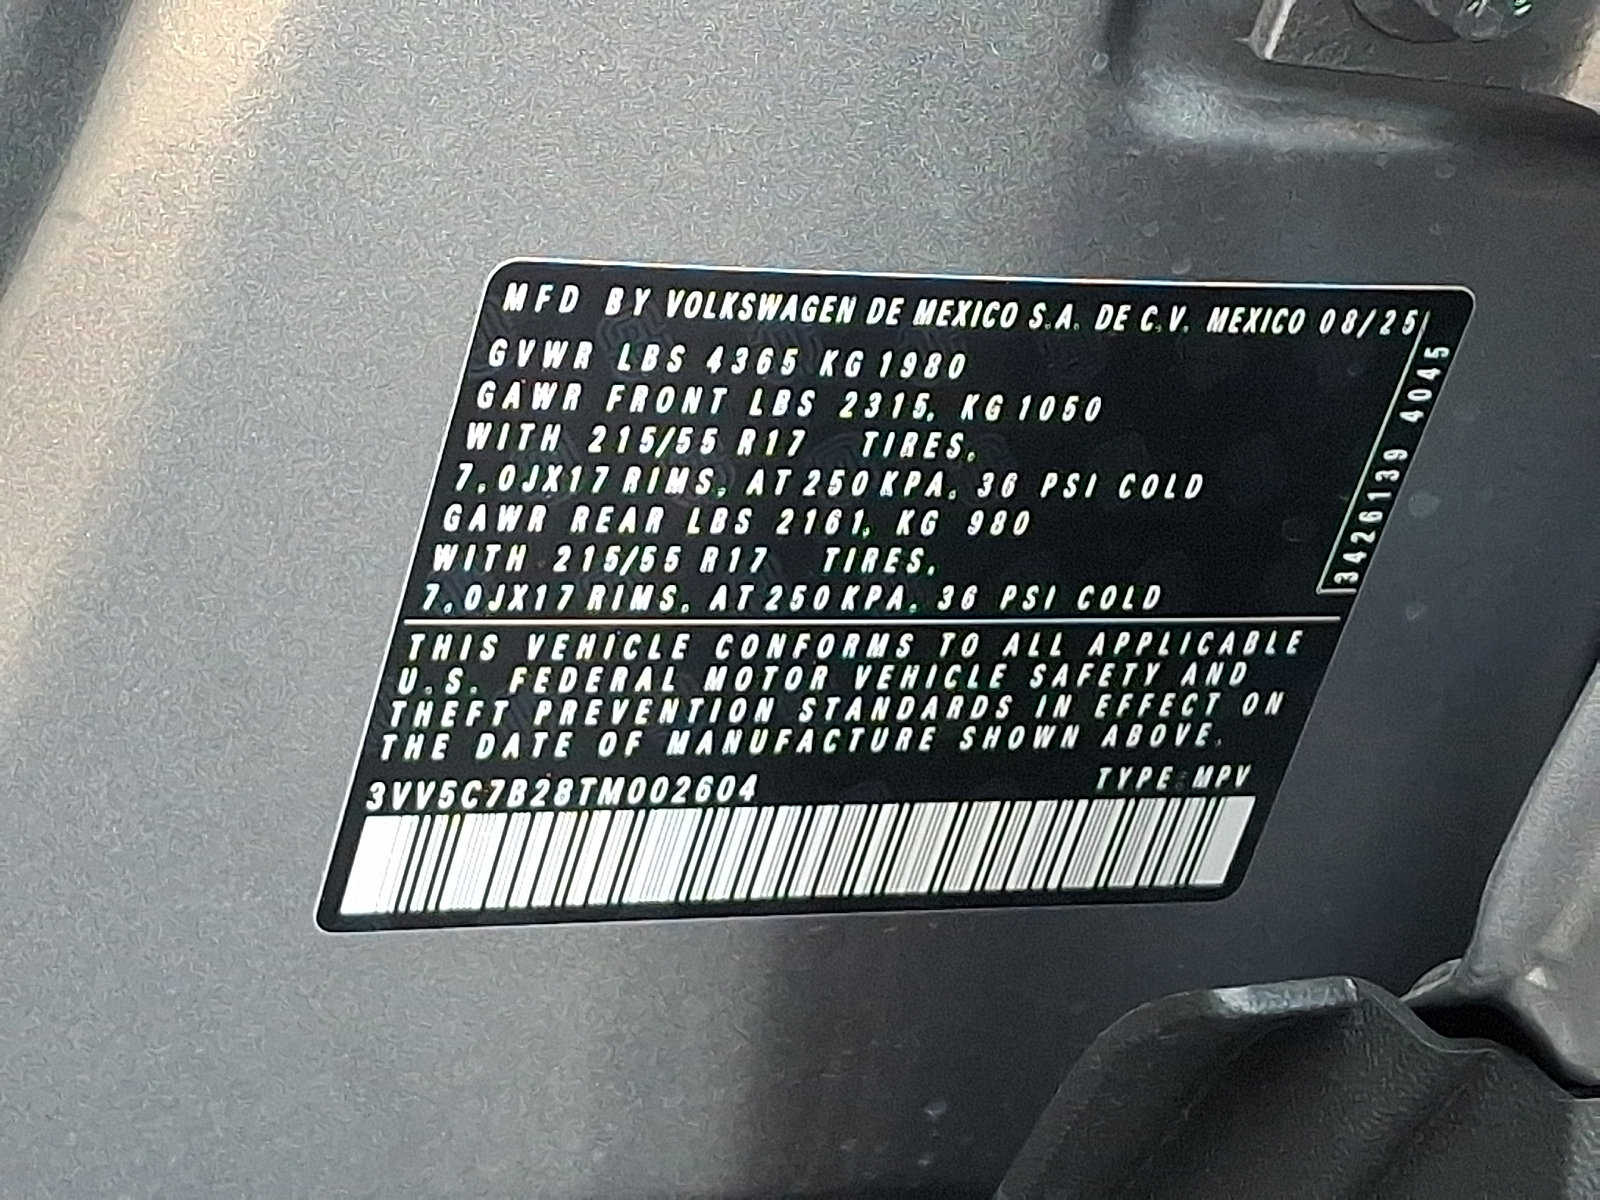 MFD BY VOLKSWAGEN DE MEXICO S.A. DE C.V. MEXICO 08/25
GVWR LBS 4365 KG 1980
GAWR FRONT LBS 2315, KG 1050
WITH 215/55 R17 TIRES,
7.0JX17 RIMS, AT 250 KPA. 36 PSI COLD
GAWR REAR LBS 2161, KG 980
WITH 215/55 R17 TIRES,
7.0JX17 RIMS, AT 250 KPA. 36 PSI COLD
3426139 4045
THIS VEHICLE CONFORMS TO ALL APPLICABLE
U.S. FEDERAL MOTOR VEHICLE SAFETY AND
THEFT PREVENTION STANDARDS IN EFFECT ON
THE DATE OF MANUFACTURE SHOWN ABOVE.
3VV5C7B28TM002604 TYPE: MPV